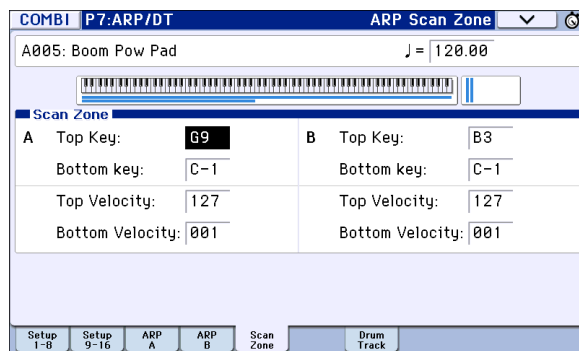 COMBI P7:ARP/DT ARP Scan Zone
A005: Boom Pow Pad ♩= 120.00
Scan Zone
A Top Key: G9 B Top Key: B3
Bottom key: C-1 Bottom key: C-1
Top Velocity: 127 Top Velocity: 127
Bottom Velocity: 001 Bottom Velocity: 001
Setup 1-8 Setup 9-16 ARP A ARP B Scan Zone Drum Track